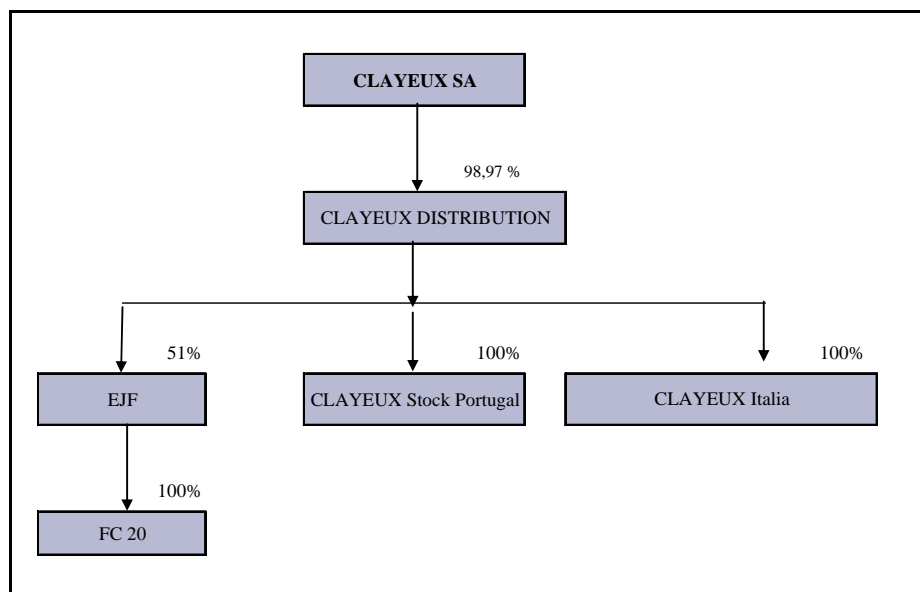 CLAYEUX SA
98,97 %
CLAYEUX DISTRIBUTION
51%
100%
100%
EJF
CLAYEUX Stock Portugal
CLAYEUX Italia
100%
FC 20